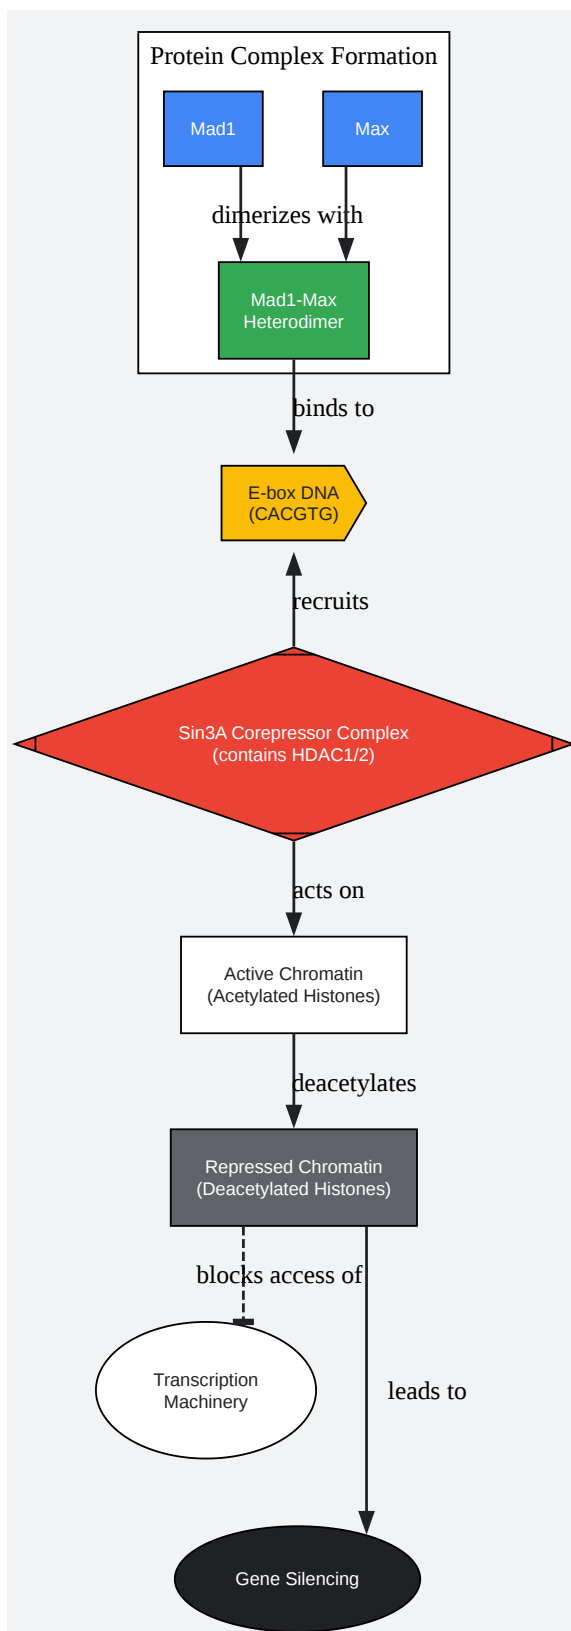 Protein Complex Formation
Mad1
Max
dimerizes with
Mad1-Max
Heterodimer
binds to
E-box DNA
(CACGTG)
recruits
Sin3A Corepressor Complex
(contains HDAC1/2)
acts on
Active Chromatin
(Acetylated Histones)
deacetylates
Repressed Chromatin
(Deacetylated Histones)
blocks access of
Transcription
Machinery
leads to
Gene Silencing